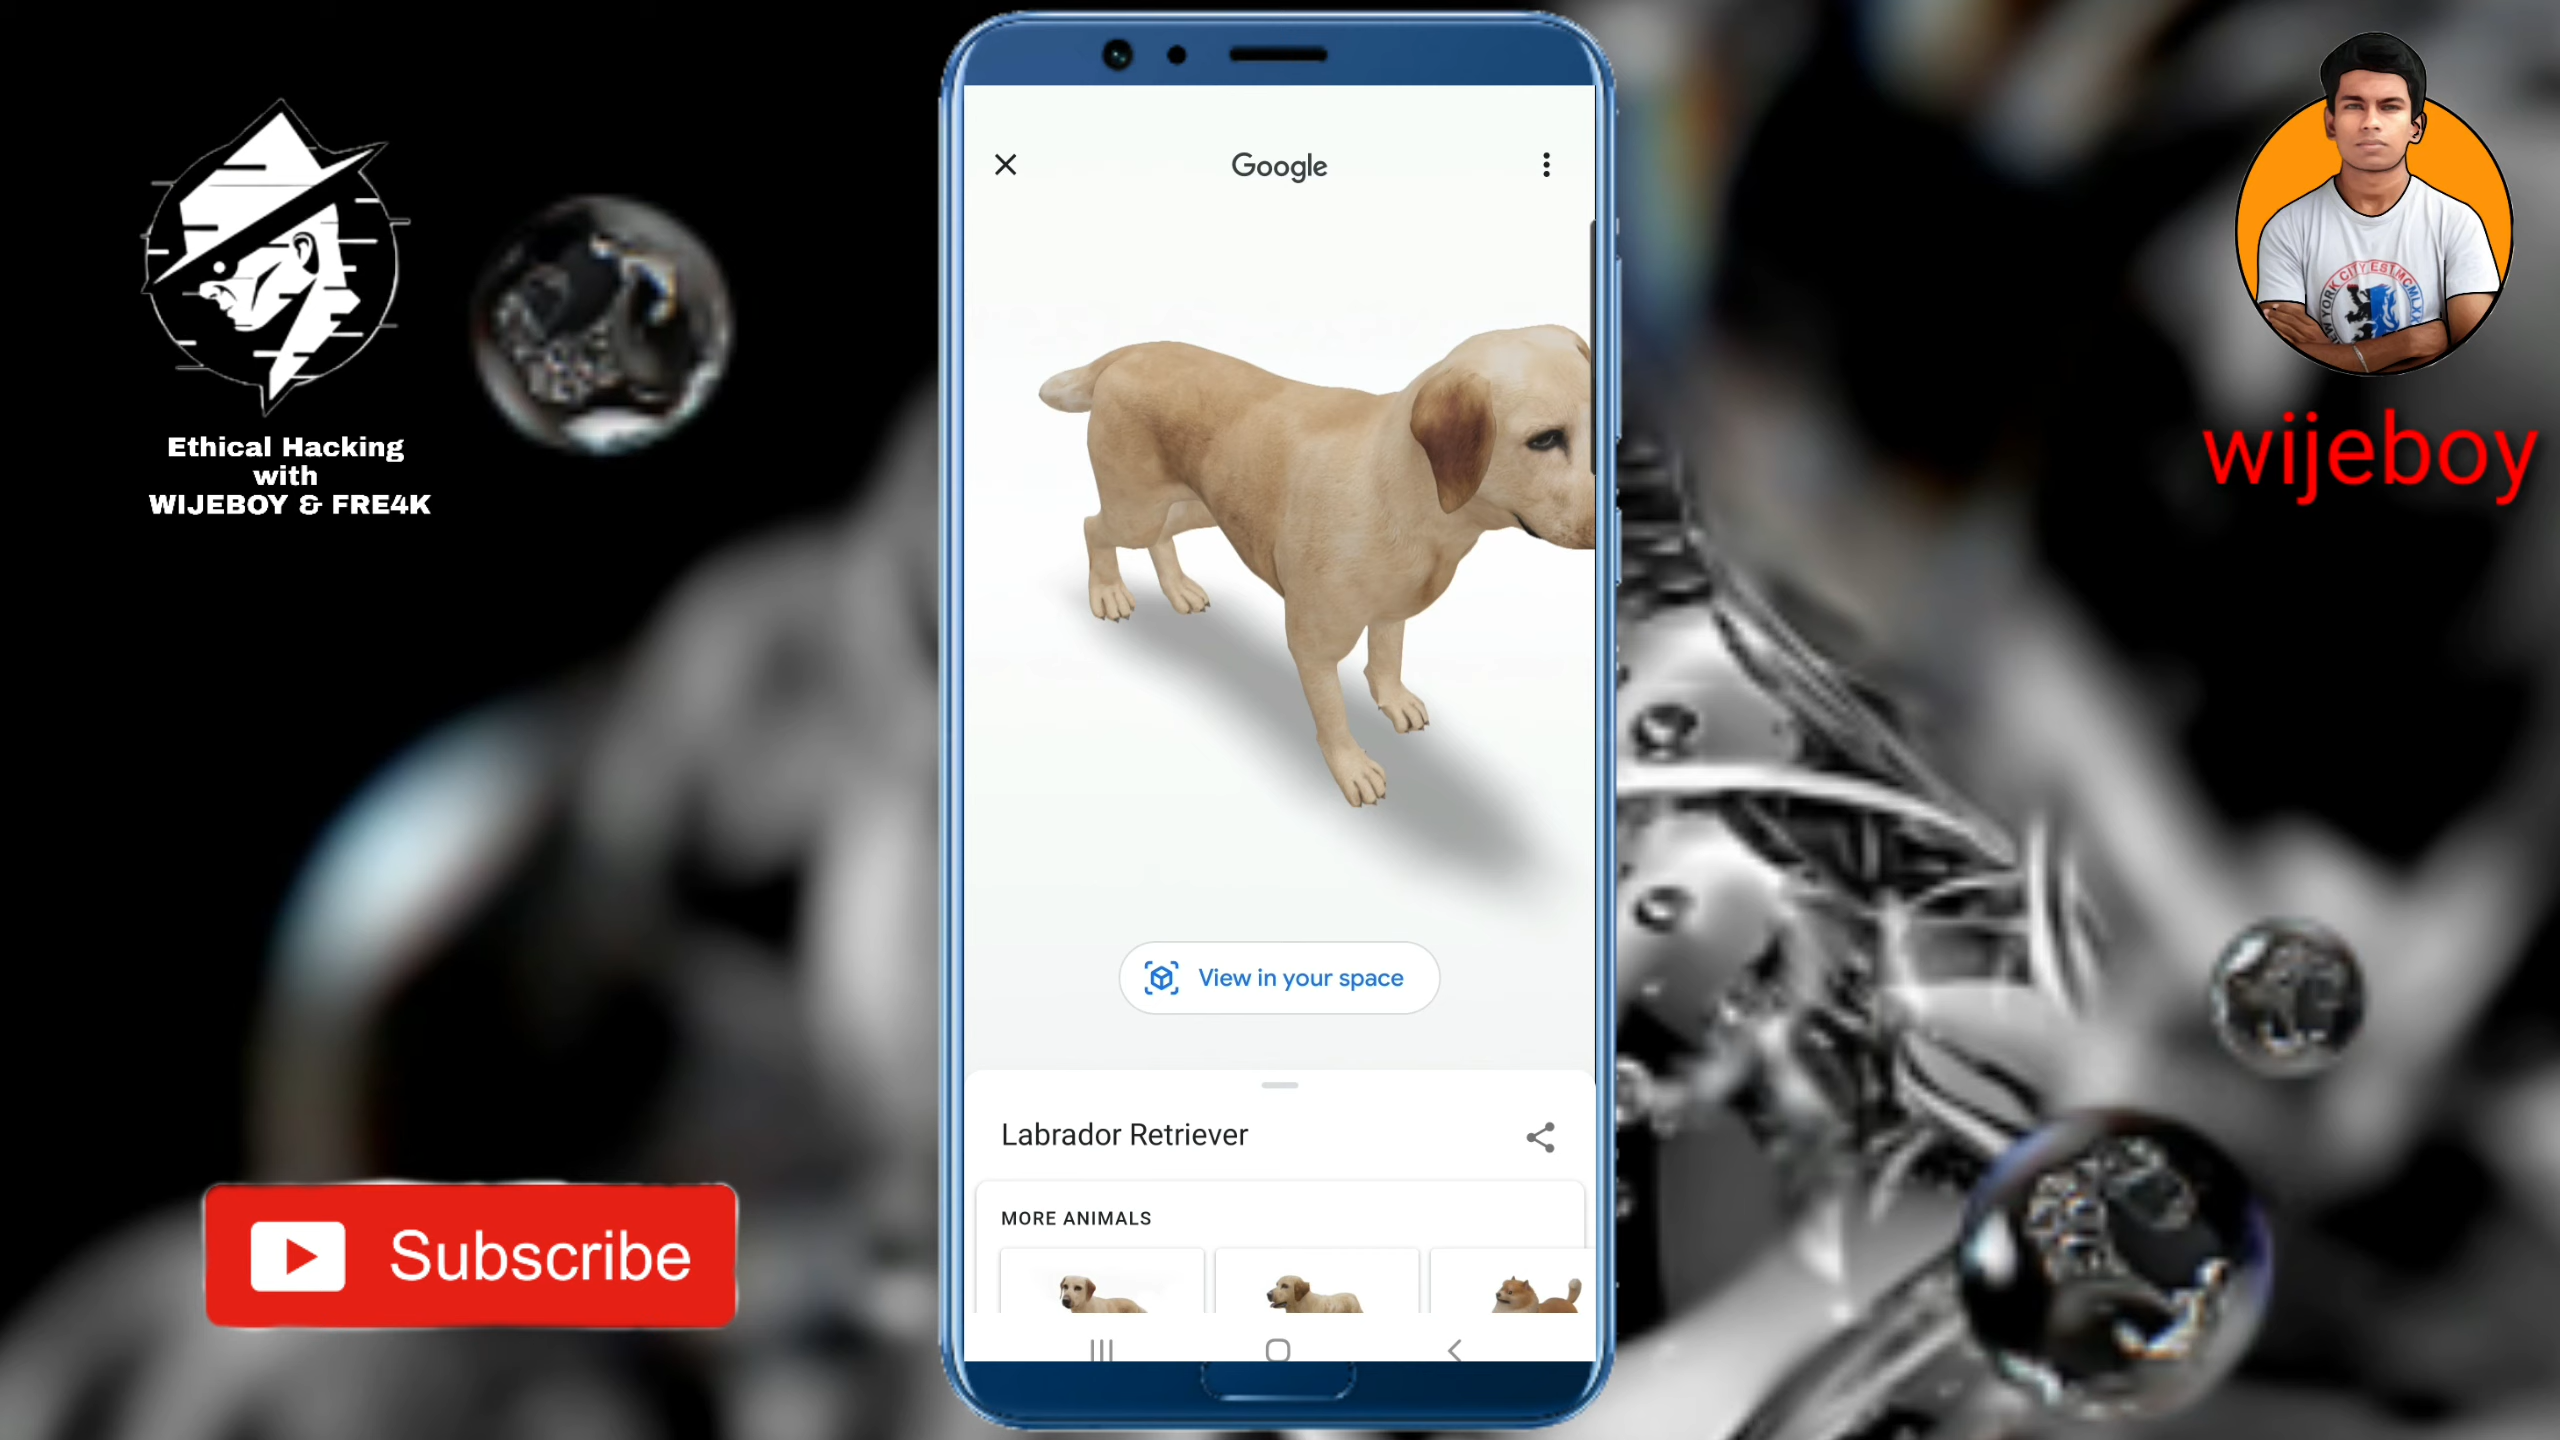 Google
Ethical Hacking
with
WIJEBOY & FRE4K
wijeboy
View in your space
Labrador Retriever
MORE ANIMALS
Subscribe